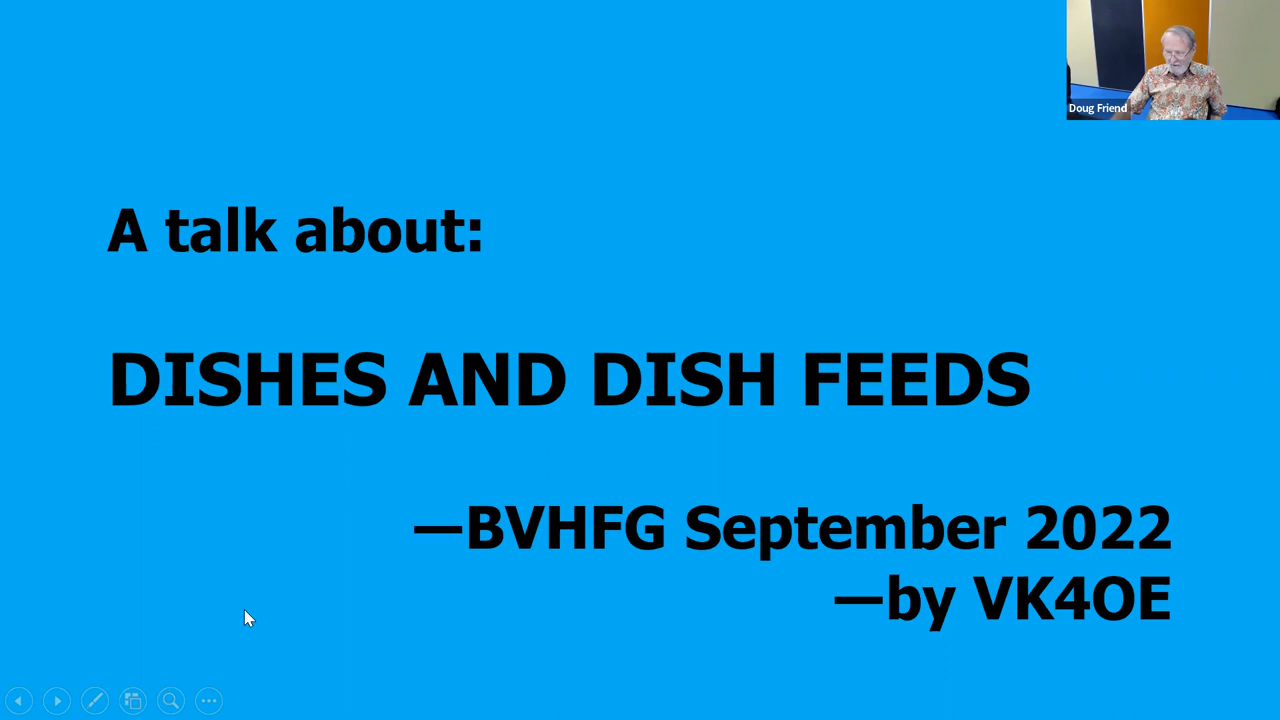 Doug Friend
A talk about:
DISHES AND DISH FEEDS
—BVHFG September 2022
—by VK4OE